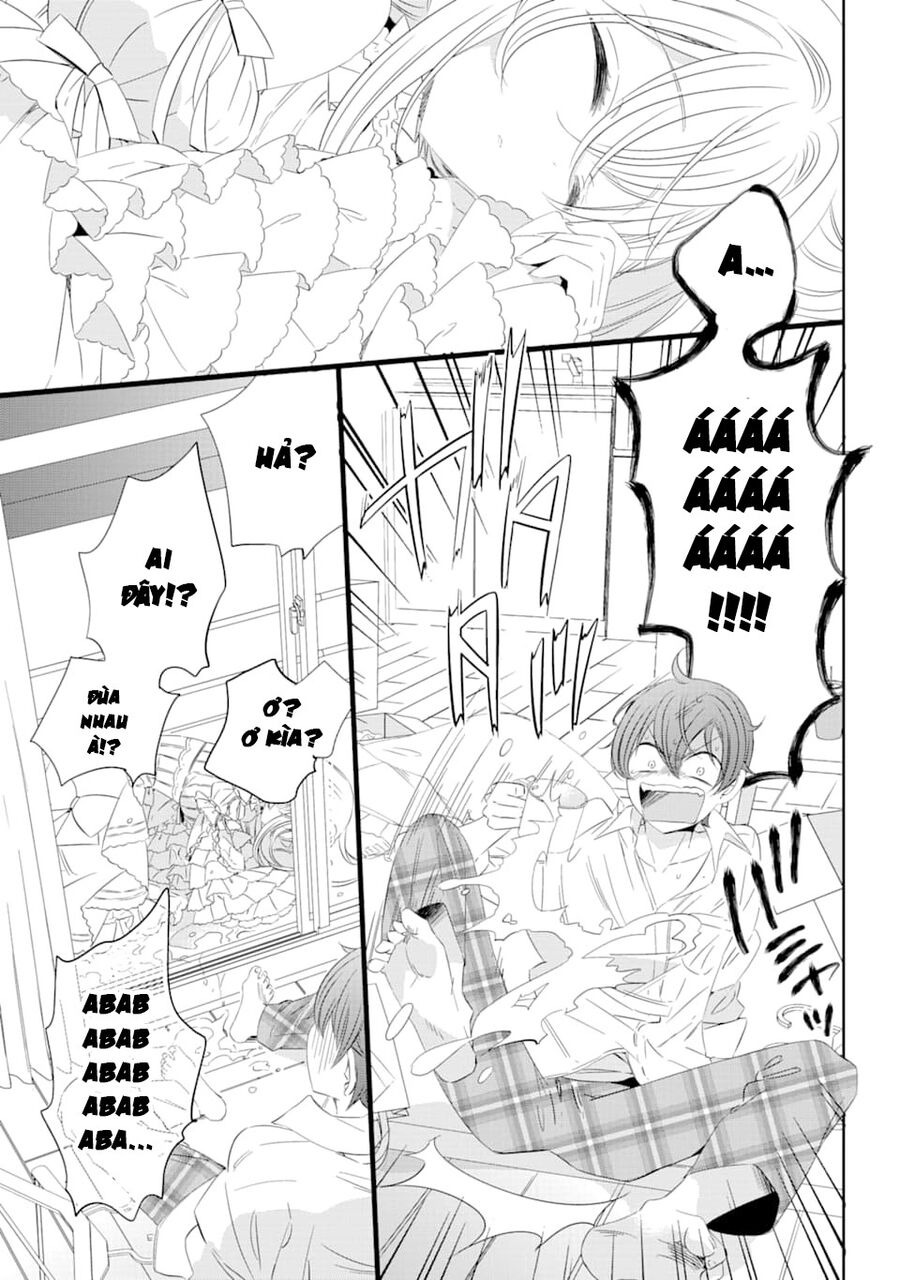 A...
ÁÁÁÁ
ÁÁÁÁ
ÁÁÁÁ
!!!!
HẢ?
AI
ĐÂY!?
ĐÙA
NHAU
À!?
Ơ?
Ơ KÌA?
ABAB
ABAB
ABAB
ABAB
ABA...